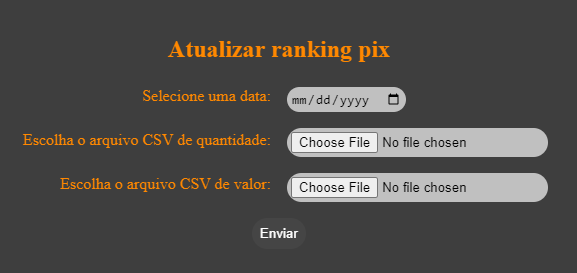 Atualizar ranking pix
Selecione uma data: mm/dd/yyyy
Escolha o arquivo CSV de quantidade: Choose File No file chosen
Escolha o arquivo CSV de valor: Choose File No file chosen
Enviar